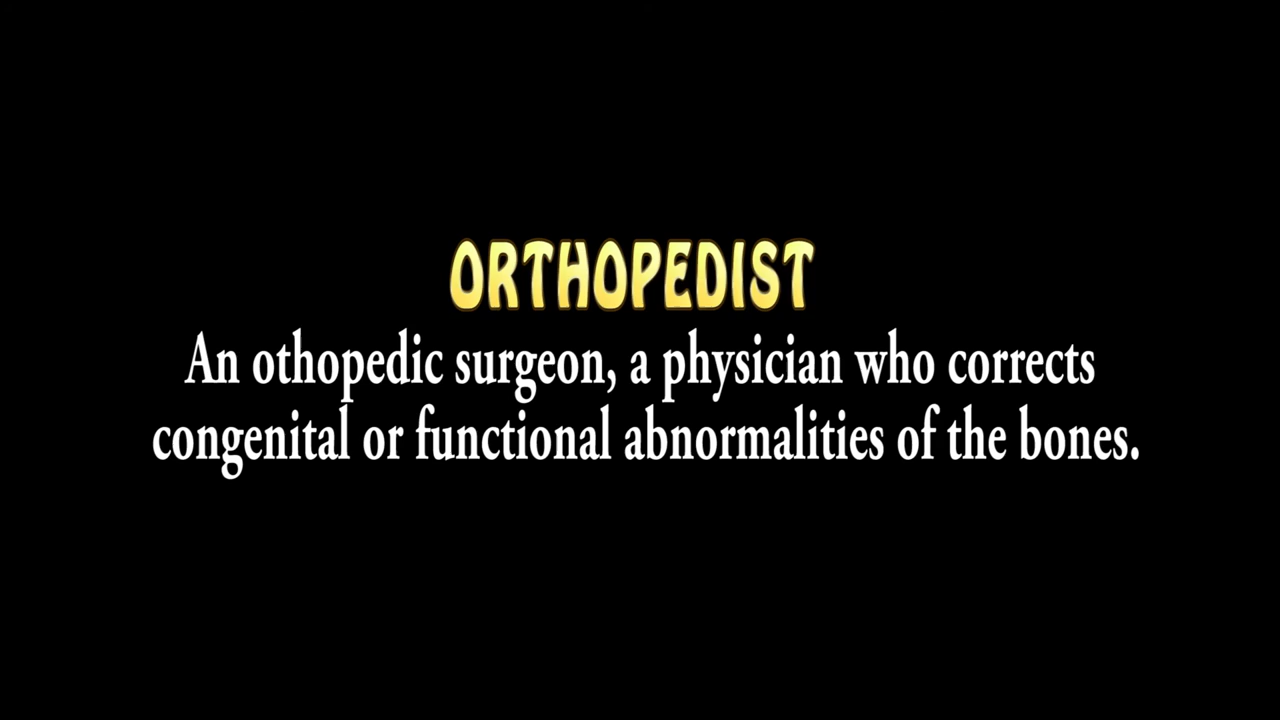 ORTHOPEDIST
An othopedic surgeon, a physician who corrects
congenital or functional abnormalities of the bones.